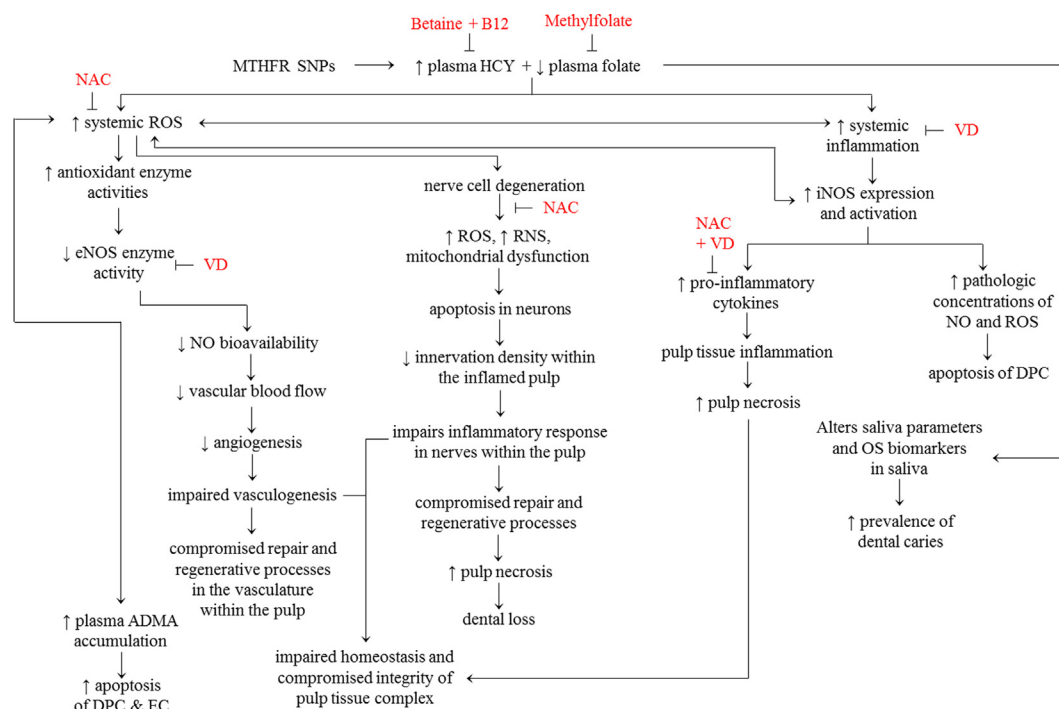 Betaine + B12
Methylfolate
MTHFR SNPs
↑ plasma HCY + ↓ plasma folate
NAC
↑ systemic ROS
↑ systemic
inflammation
VD
↑ antioxidant enzyme
activities
nerve cell degeneration
↑ iNOS expression
and activation
NAC
↓ eNOS enzyme
activity
VD
↑ ROS, ↑ RNS,
mitochondrial dysfunction
NAC
+ VD
↑ pro-inflammatory
cytokines
↑ pathologic
concentrations of
NO and ROS
apoptosis in neurons
↓ NO bioavailability
↓ innervation density within
the inflamed pulp
pulp tissue inflammation
apoptosis of DPC
↓ vascular blood flow
↑ pulp necrosis
↓ angiogenesis
impairs inflammatory response
in nerves within the pulp
Alters saliva parameters
and OS biomarkers
in saliva
impaired vasculogenesis
compromised repair and
regenerative processes
↑ prevalence of
dental caries
compromised repair and
regenerative processes
in the vasculature
within the pulp
↑ pulp necrosis
dental loss
↑ plasma ADMA
accumulation
impaired homeostasis and
compromised integrity of
pulp tissue complex
↑ apoptosis
of DPC & EC